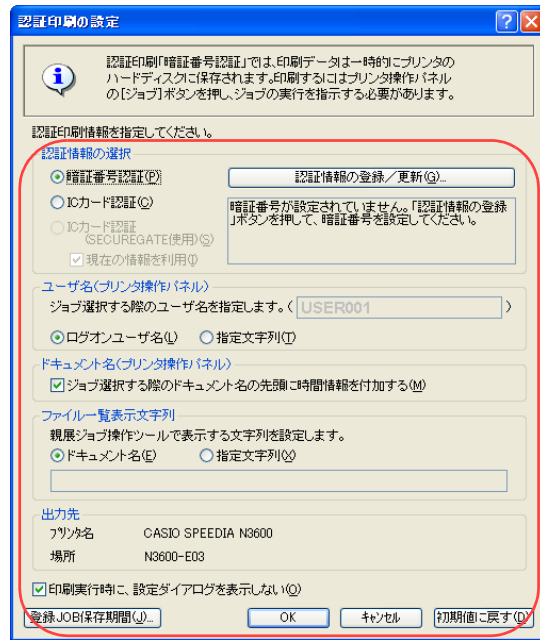 認証印刷の設定
認証印刷「暗証番号認証」では、印刷データは一時的にプリンタの
ハードディスクに保存されます。印刷するにはプリンタ操作パネル
の[ジョブ]ボタンを押し、ジョブの実行を指示する必要があります。
認証印刷情報を指定してください。
認証情報の選択
暗証番号認証(P)
認証情報の登録／更新(G)...
ICカード認証(C)
暗証番号が設定されていません。「認証情報の登録
」ボタンを押して、暗証番号を設定してください。
ICカード認証
(SECUREGATE使用)(S)
現在の情報を利用(I)
ユーザ名(プリンタ操作パネル)
ジョブ選択する際のユーザ名を指定します。( USER001 )
ログオンユーザ名(L) 指定文字列(T)
ドキュメント名(プリンタ操作パネル)
ジョブ選択する際のドキュメント名の先頭に時間情報を付加する(M)
ファイル一覧表示文字列
親展ジョブ操作ツールで表示する文字列を設定します。
ドキュメント名(E) 指定文字列(X)
出力先
プリンタ名 CASIO SPEEDIA N3600
場所 N3600-E03
印刷実行時に、設定ダイアログを表示しない(O)
登録JOB保存期間(J)... OK キャンセル 初期値に戻す(D)